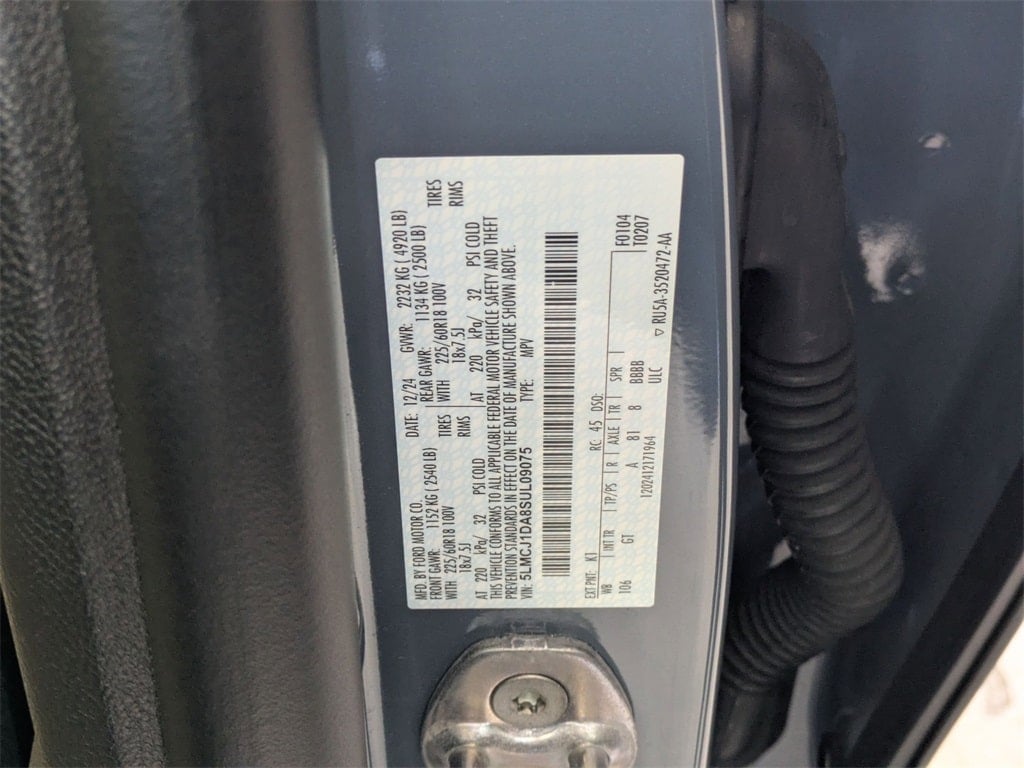 MFD. BY FORD MOTOR CO. DATE: 12/24 GVWR: 2232 KG ( 4920 LB)
FRONT GAWR: 1152 KG ( 2540 LB) REAR GAWR: 1134 KG ( 2500 LB)
WITH 225/60R18 100V TIRES WITH 225/60R18 100V TIRES
18x7.5J RIMS 18x7.5J RIMS
AT 220 kPa/ 32 PSI COLD AT 220 kPa/ 32 PSI COLD
THIS VEHICLE CONFORMS TO ALL APPLICABLE FEDERAL MOTOR VEHICLE SAFETY AND THEFT
PREVENTION STANDARDS IN EFFECT ON THE DATE OF MANUFACTURE SHOWN ABOVE.
VIN: 5LMCJ1DA8SUL09075 TYPE: MPV
EXT PNT: K1 RC: 45 DSO: F0104
WB INT TR TP/PS R AXLE TR SPR T0207
106 GT A 81 8 BBBB
1202412171964 ULC ▽ RU5A-3520472-AA